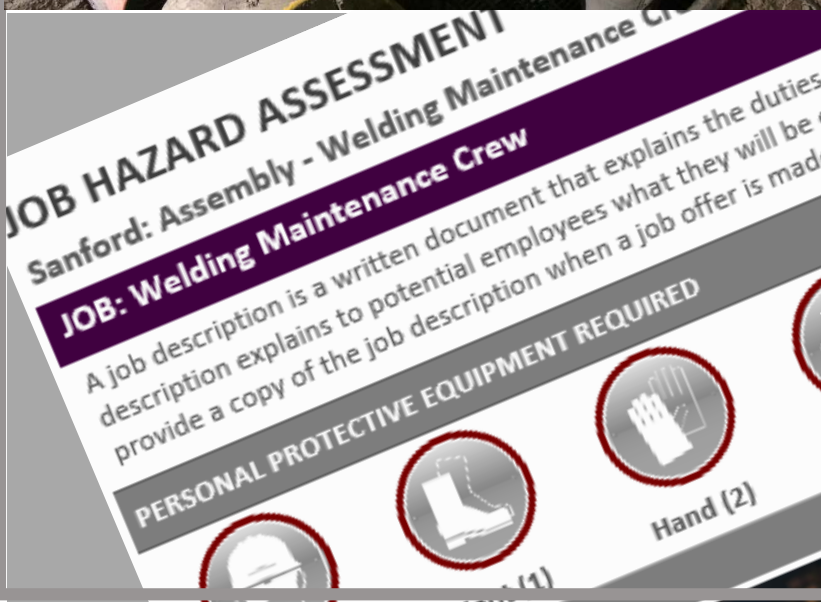 JOB HAZARD ASSESSMENT
Sanford: Assembly - Welding Maintenance
JOB: Welding Maintenance Crew
A job description is a written document that explains the duties
description explains to potential employees what they will be
provide a copy of the job description when a job offer is made
PERSONAL PROTECTIVE EQUIPMENT REQUIRED
Hand (2)
(1)